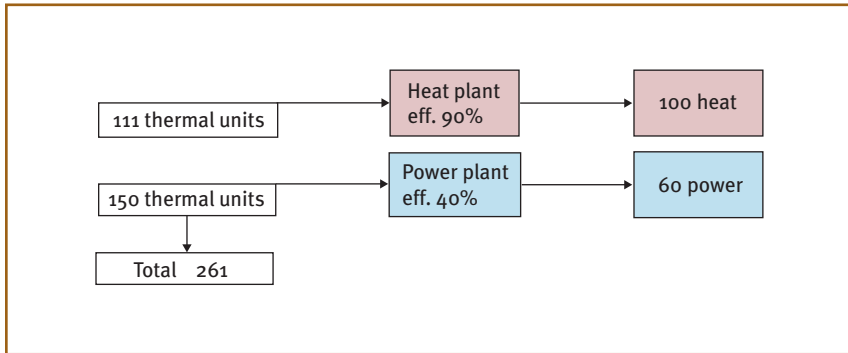 111 thermal units
Heat plant
eff. 90%
100 heat
150 thermal units
Power plant
eff. 40%
60 power
Total 261